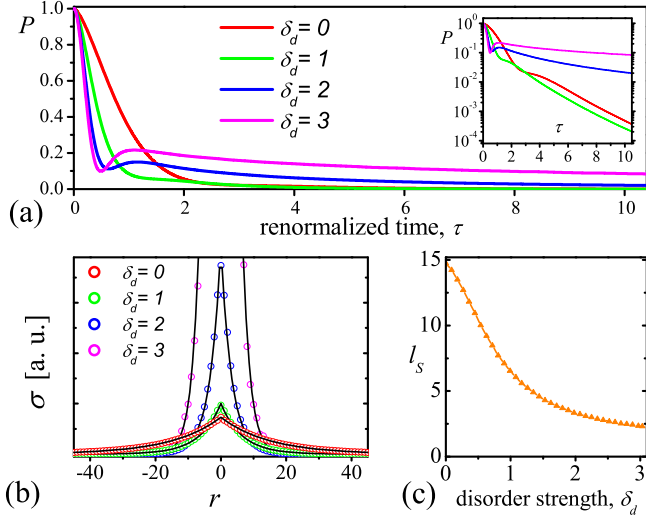 1.0
0.8
0.6
0.4
0.2
0.0
P
0 2 4 6 8 10
renormalized time, τ
(a)
δd= 0
δd= 1
δd= 2
δd= 3
10⁰
10⁻¹
10⁻²
10⁻³
10⁻⁴
P
τ
0 2 4 6 8 10
δd= 0
δd= 1
δd= 2
δd= 3
σ [a. u.]
-40 -20 0 20 40
r
(b)
15
10
5
0
lS
0 1 2 3
disorder strength, δd
(c)